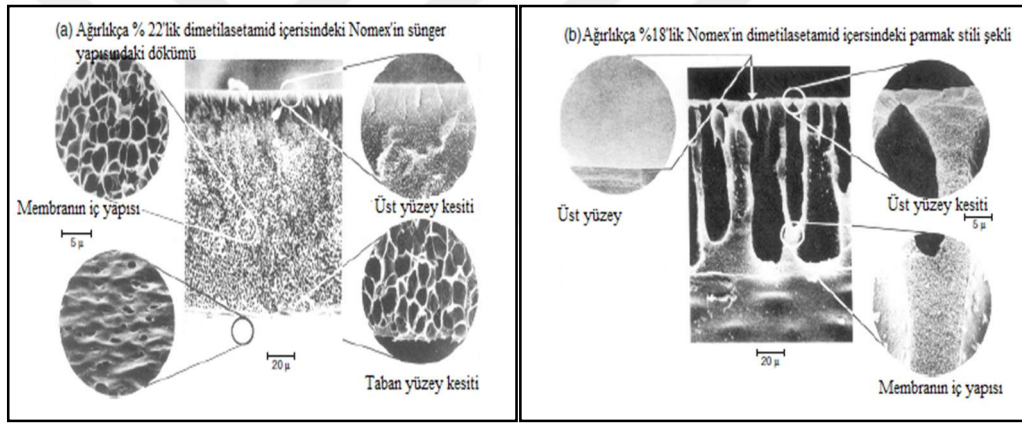 (a) Ağırlıkça % 22'lik dimetilasetamid içerisindeki Nomex'in sünger
yapısındaki dökümü
Membranın iç yapısı
5 µ
Üst yüzey kesiti
20 µ
Taban yüzey kesiti
(b)Ağırlıkça %18'lik Nomex'in dimetilasetamid içersindeki parmak stili şekli
Üst yüzey
Üst yüzey kesiti
5 µ
20 µ
Membranın iç yapısı